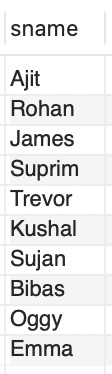 sname
Ajit
Rohan
James
Suprim
Trevor
Kushal
Sujan
Bibas
Oggy
Emma